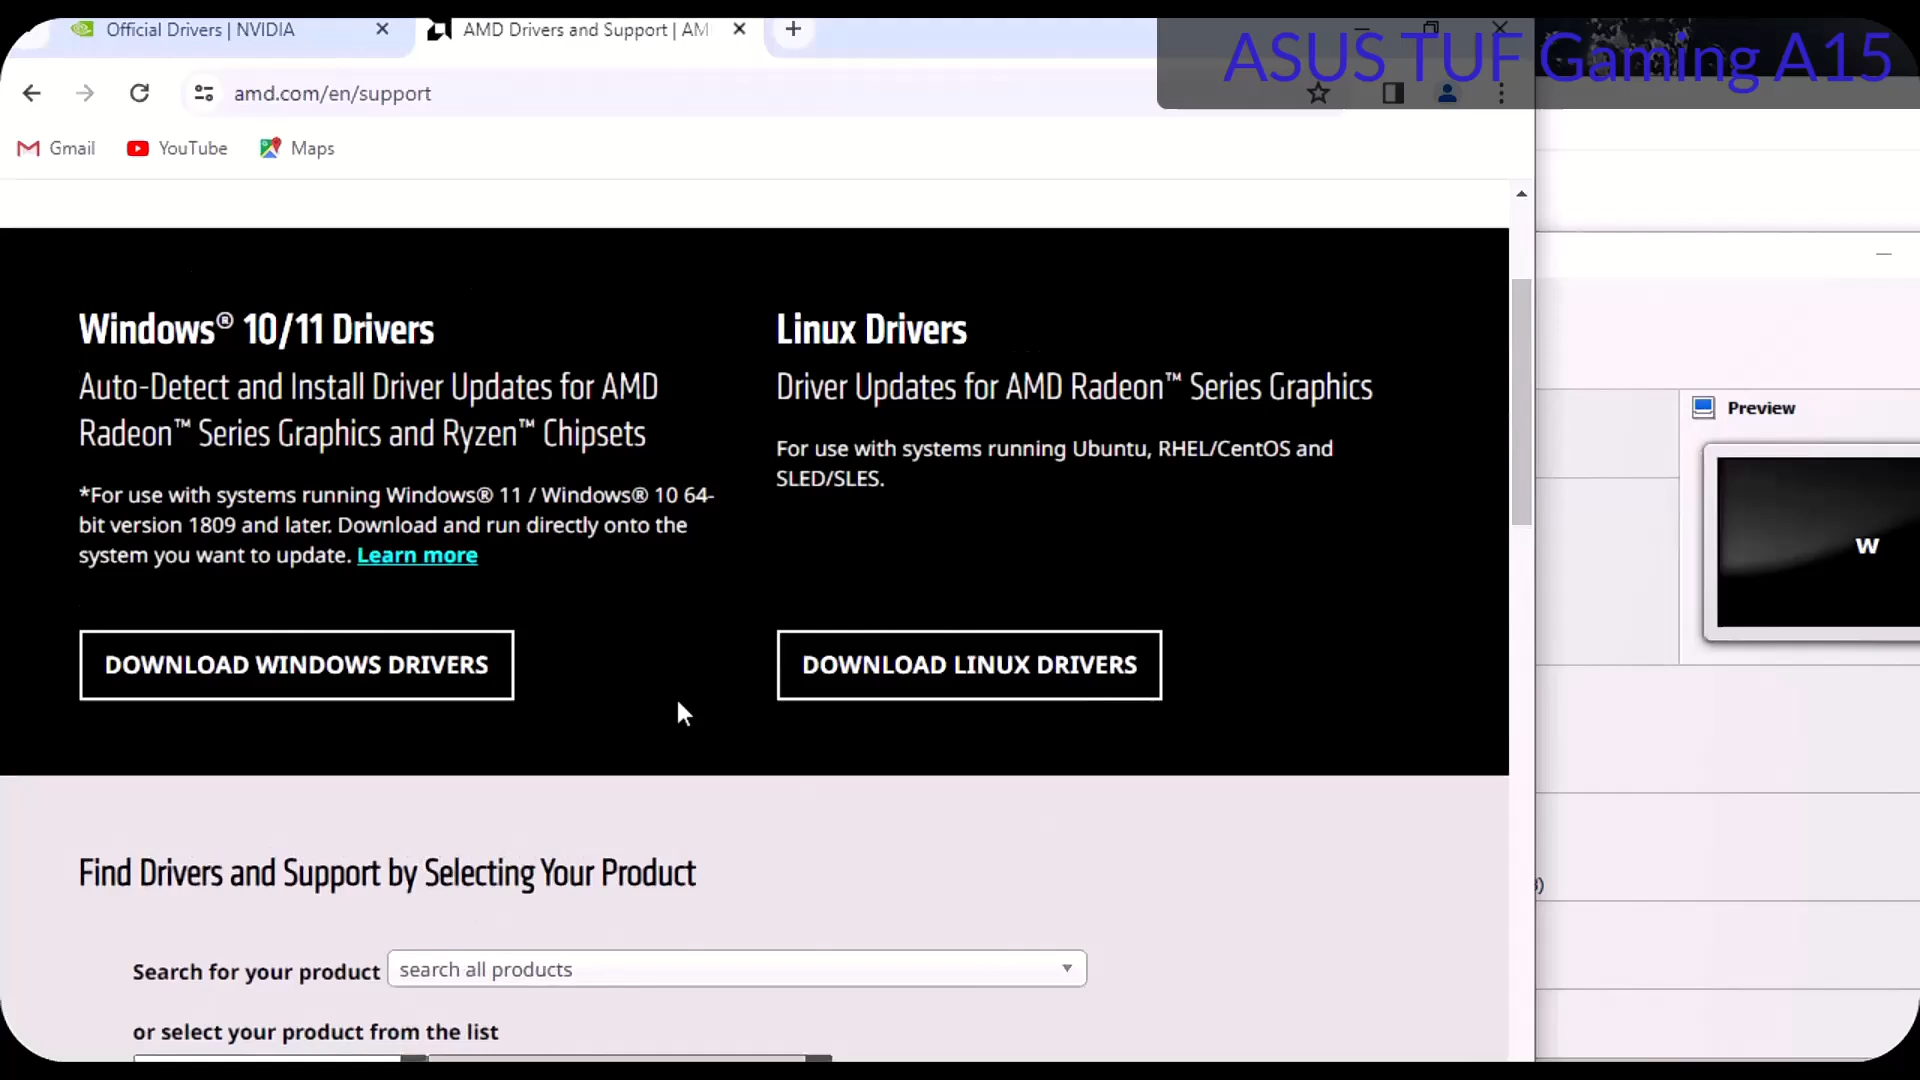 Official Drivers | NVIDIA
AMD Drivers and Support | AM
ASUS TUF Gaming A15
amd.com/en/support
Gmail
YouTube
Maps
Windows® 10/11 Drivers
Auto-Detect and Install Driver Updates for AMD
Radeon™ Series Graphics and Ryzen™ Chipsets
*For use with systems running Windows® 11 / Windows® 10 64-
bit version 1809 and later. Download and run directly onto the
system you want to update. Learn more
DOWNLOAD WINDOWS DRIVERS
Linux Drivers
Driver Updates for AMD Radeon™ Series Graphics
For use with systems running Ubuntu, RHEL/CentOS and
SLED/SLES.
DOWNLOAD LINUX DRIVERS
Preview
W
Find Drivers and Support by Selecting Your Product
Search for your product
search all products
or select your product from the list